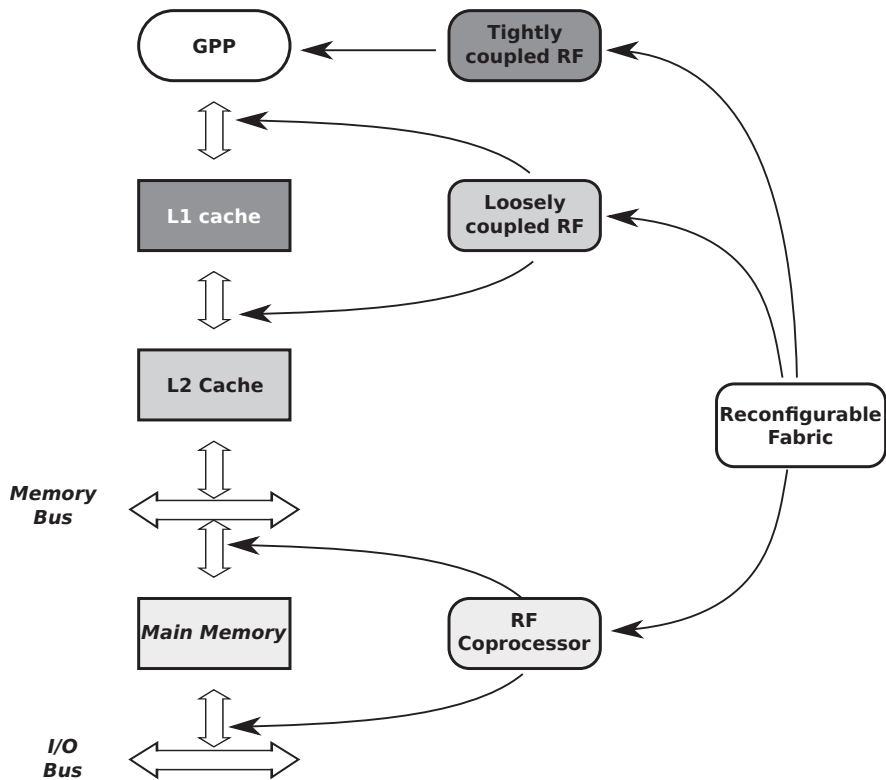 GPP
Tightly
coupled RF
L1 cache
Loosely
coupled RF
L2 Cache
Reconfigurable
Fabric
Memory
Bus
Main Memory
RF
Coprocessor
I/O
Bus